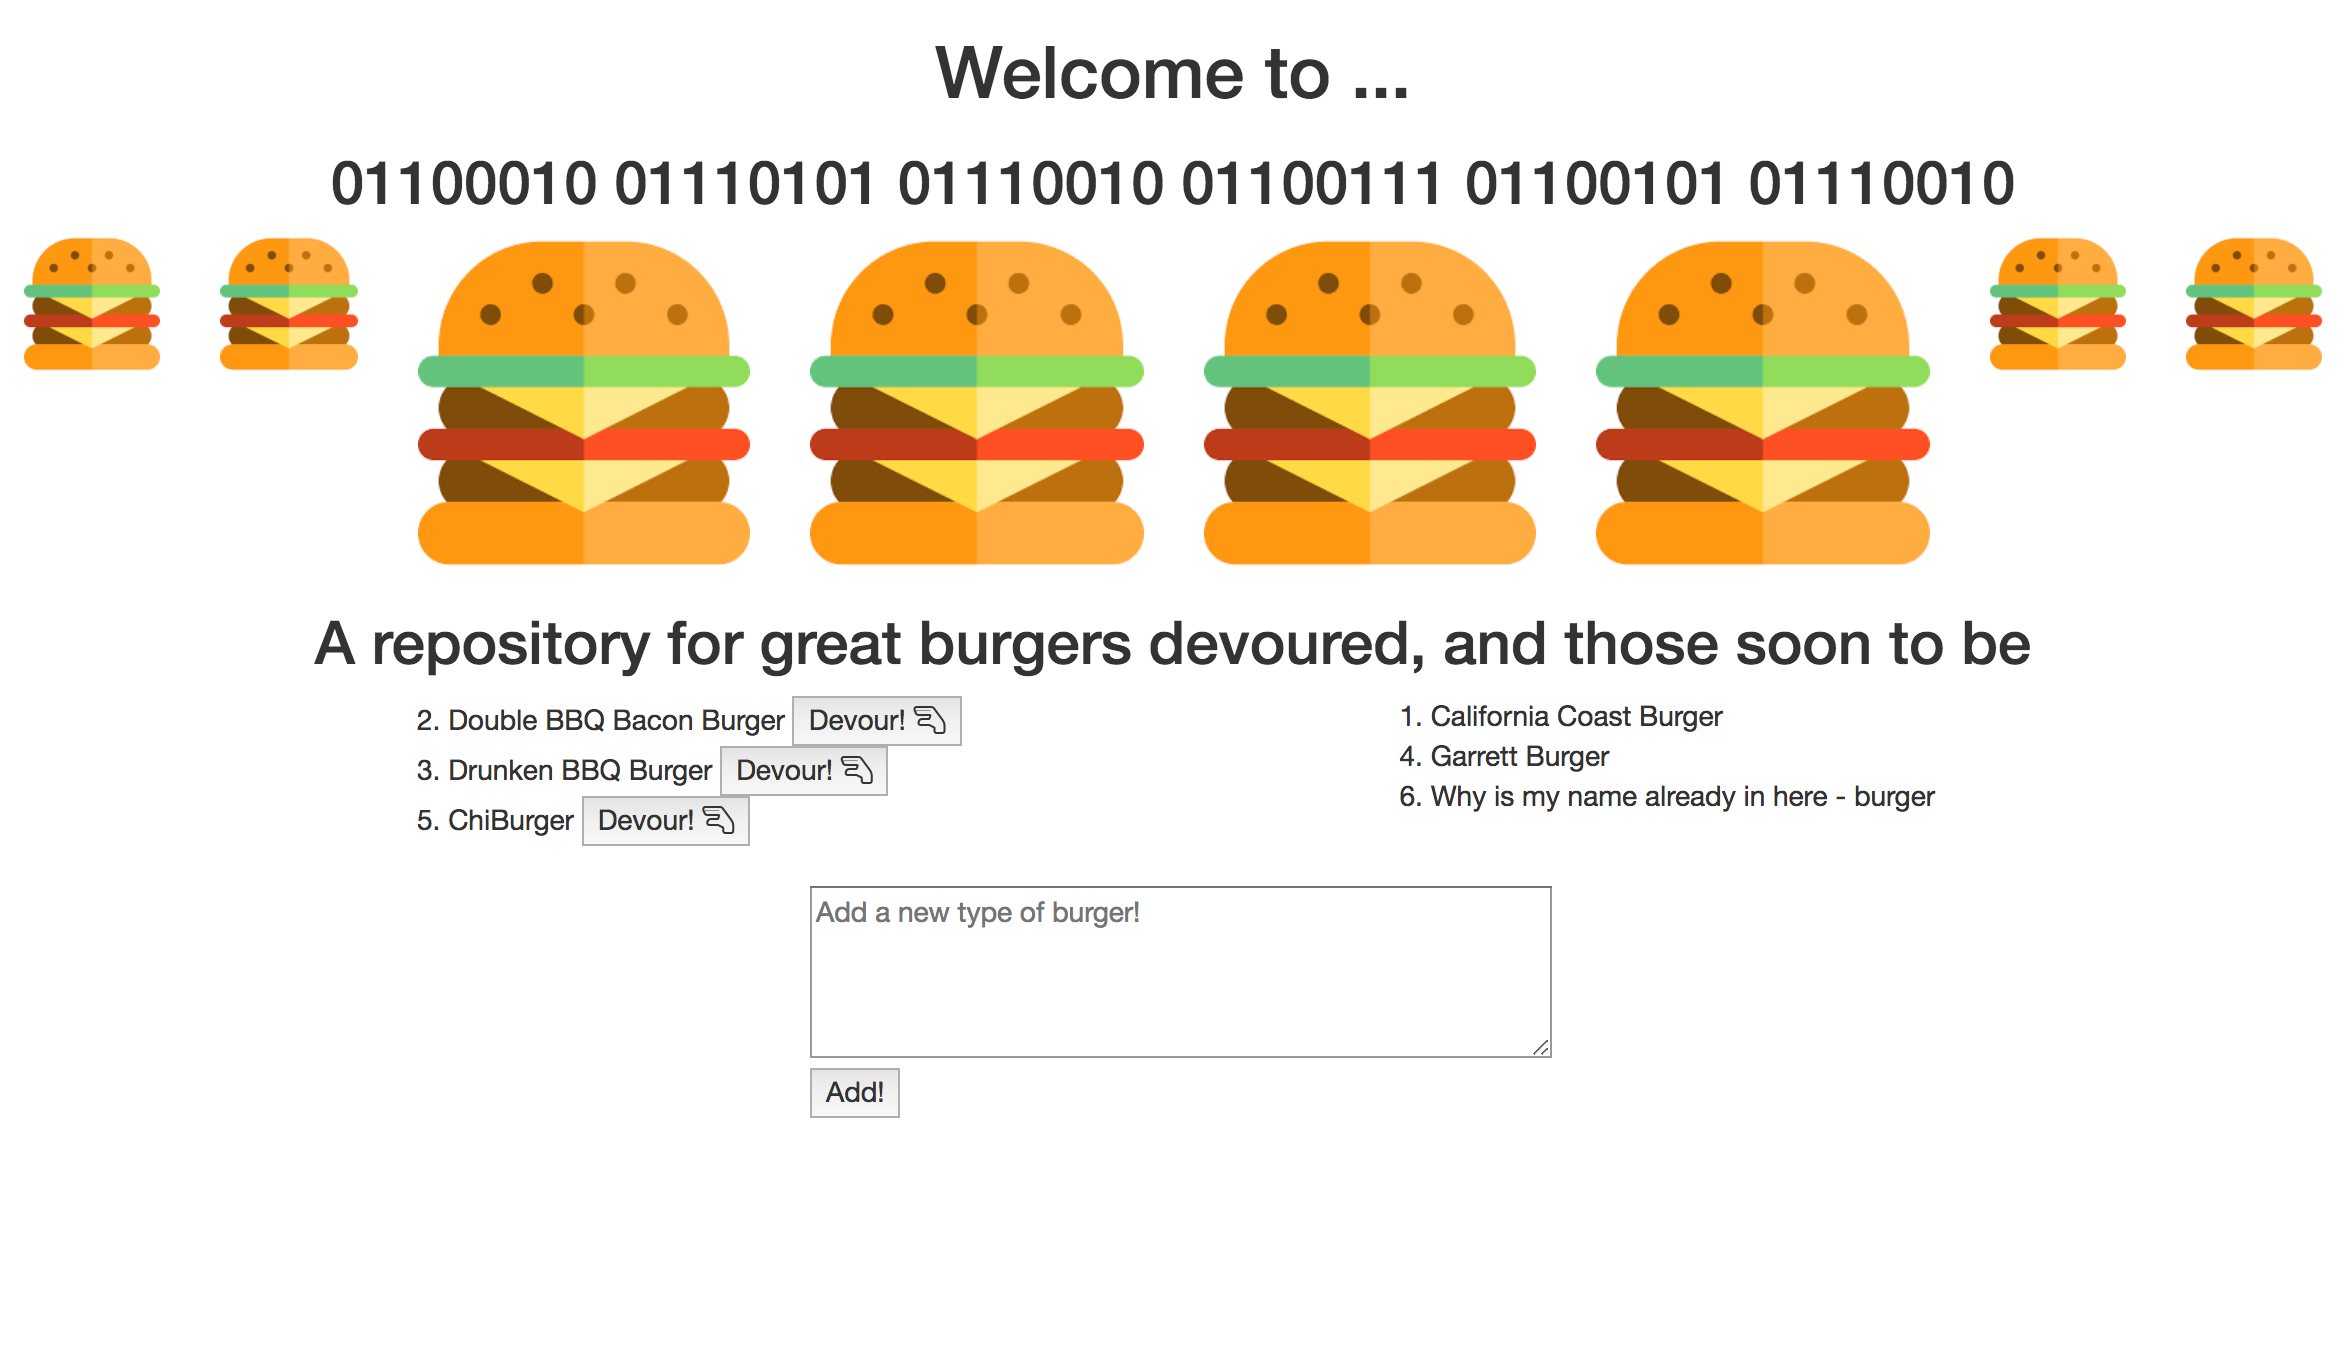 Welcome to ...
01100010 01110101 01110010 01100111 01100101 01110010
A repository for great burgers devoured, and those soon to be
2. Double BBQ Bacon Burger Devour!
3. Drunken BBQ Burger Devour!
5. ChiBurger Devour!
1. California Coast Burger
4. Garrett Burger
6. Why is my name already in here - burger
Add a new type of burger!
Add!